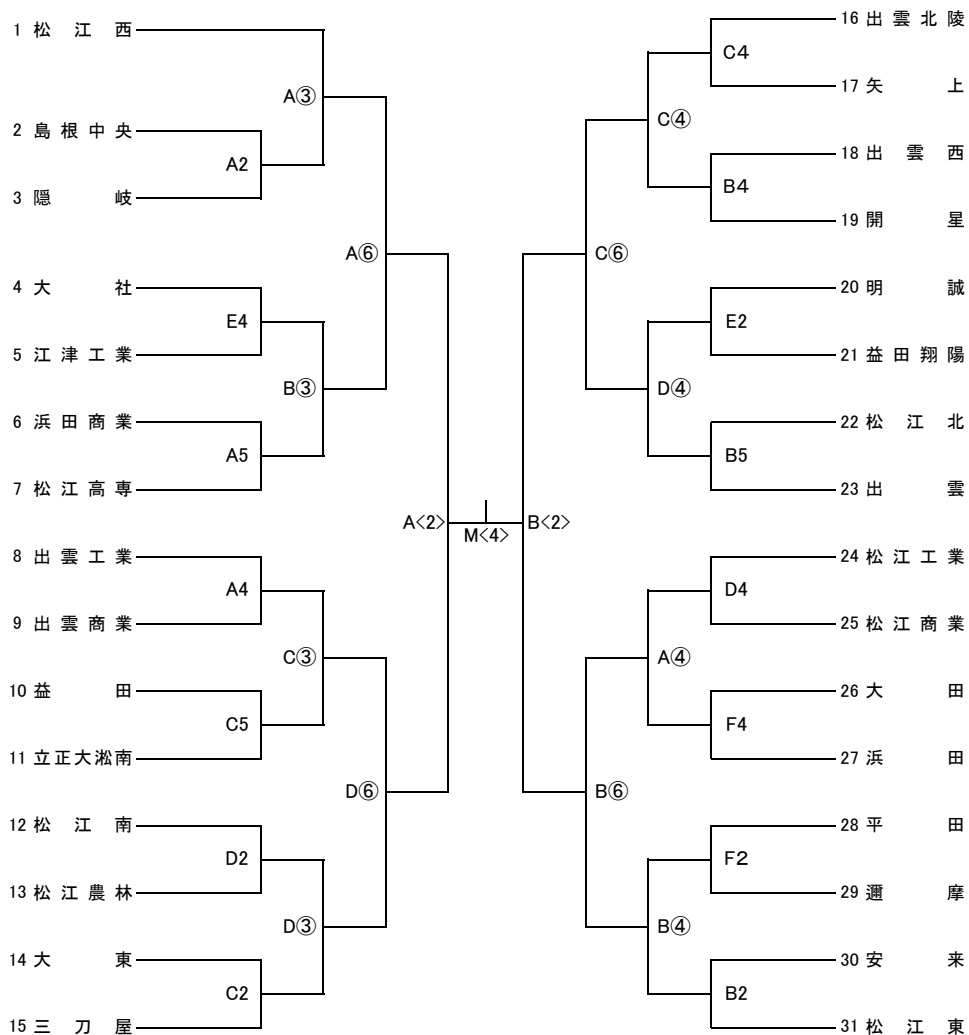 1 松江西
A③
2 島根中央
A2
3 隠岐
A⑥
4 大社
E4
5 江津工業
B③
6 浜田商業
A5
7 松江高専
A<2>
8 出雲工業
A4
9 出雲商業
C③
10 益田
C5
11 立正大淞南
D⑥
12 松江南
D2
13 松江農林
D③
14 大東
C2
15 三刀屋
M<4>
16 出雲北陵
C4
17 矢上
C④
18 出雲西
B4
19 開星
C⑥
20 明誠
E2
21 益田翔陽
D④
22 松江北
B5
23 出雲
B<2>
24 松江工業
D4
25 松江商業
A④
26 大田
F4
27 浜田
B⑥
28 平田
F2
29 邇摩
B④
30 安来
B2
31 松江東